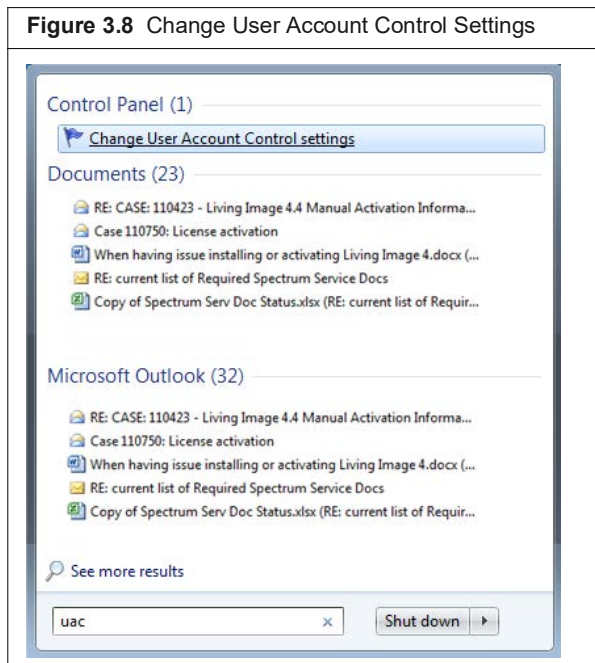 Figure 3.8 Change User Account Control Settings
Control Panel (1)
Change User Account Control settings
Documents (23)
RE: CASE: 110423 - Living Image 4.4 Manual Activation Informa...
Case 110750: License activation
When having issue installing or activating Living Image 4.docx (...
RE: current list of Required Spectrum Service Docs
Copy of Spectrum Serv Doc Status.xlsx (RE: current list of Requir...
Microsoft Outlook (32)
RE: CASE: 110423 - Living Image 4.4 Manual Activation Informa...
Case 110750: License activation
When having issue installing or activating Living Image 4.docx (...
RE: current list of Required Spectrum Service Docs
Copy of Spectrum Serv Doc Status.xlsx (RE: current list of Requir...
See more results
uac Shut down